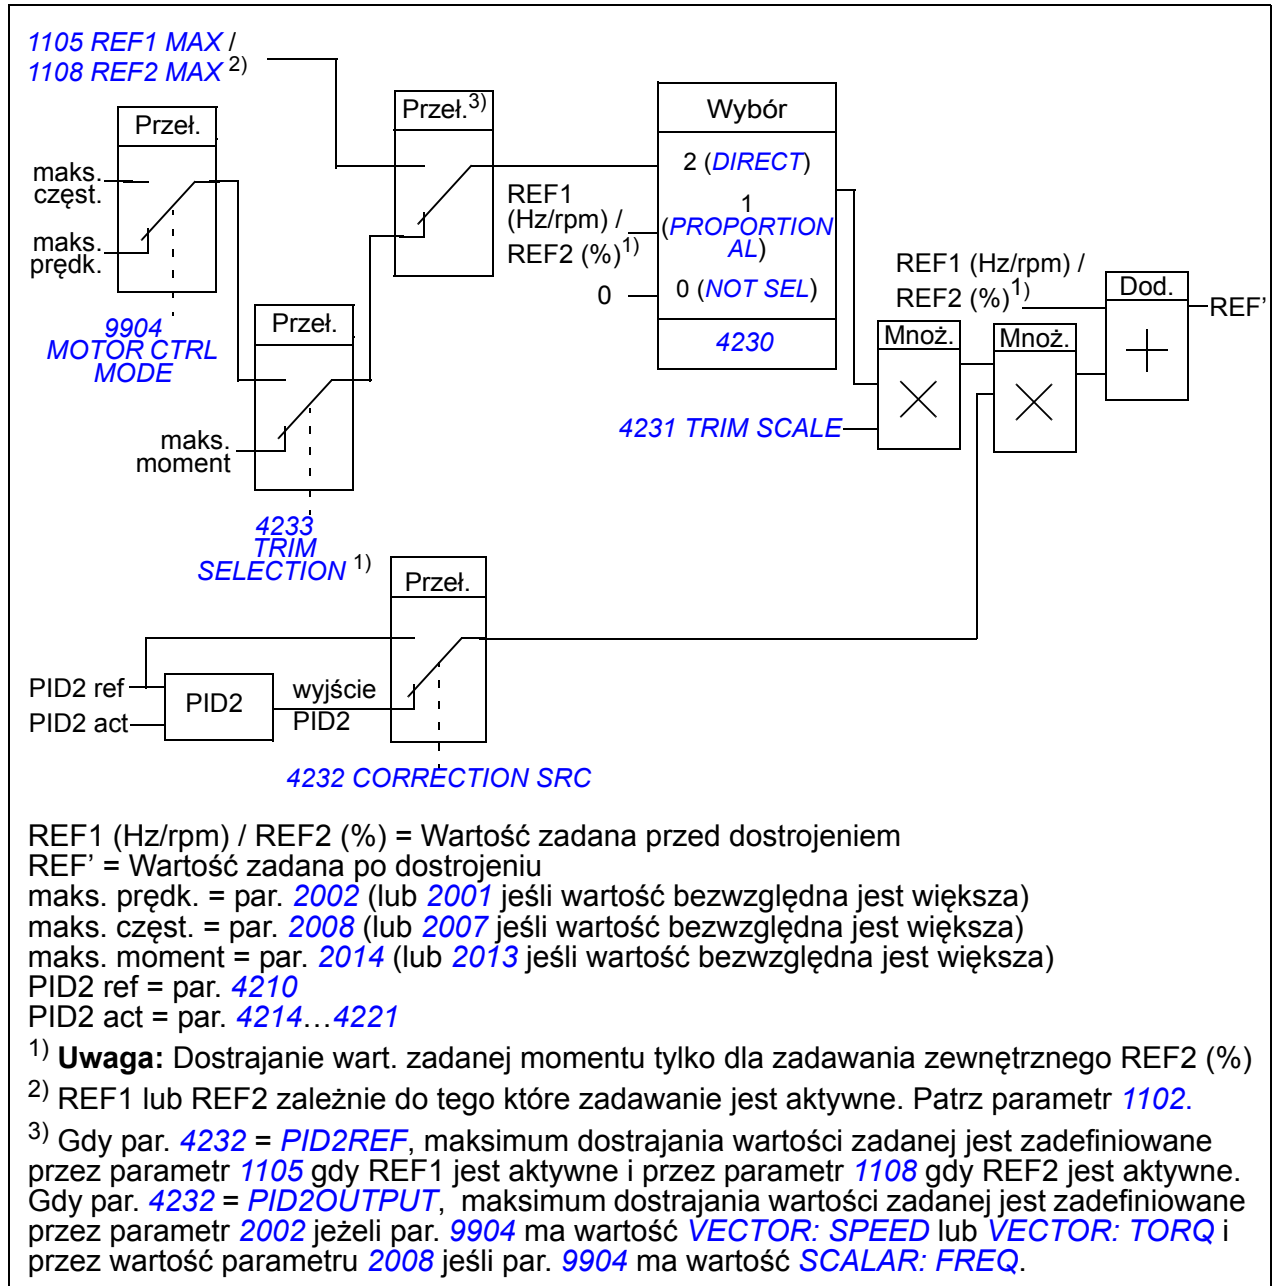 1105 REF1 MAX /
1108 REF2 MAX 2)
Przeł.
maks.
częst.
maks.
prędk.
9904
MOTOR CTRL
MODE
Przeł.
maks.
moment
4233
TRIM
SELECTION 1)
Przeł.3)
REF1
(Hz/rpm) /
REF2 (%)1)
0
Wybór
2 (DIRECT)
1
(PROPORTION
AL)
0 (NOT SEL)
4230
4231 TRIM SCALE
Mnoż.
Mnoż.
REF1 (Hz/rpm) /
REF2 (%)1)
Dod.
REF’
Przeł.
PID2 ref
PID2 act
PID2
wyjście
PID2
4232 CORRECTION SRC
REF1 (Hz/rpm) / REF2 (%) = Wartość zadana przed dostrojeniem
REF’ = Wartość zadana po dostrojeniu
maks. prędk. = par. 2002 (lub 2001 jeśli wartość bezwzględna jest większa)
maks. częst. = par. 2008 (lub 2007 jeśli wartość bezwzględna jest większa)
maks. moment = par. 2014 (lub 2013 jeśli wartość bezwzględna jest większa)
PID2 ref = par. 4210
PID2 act = par. 4214…4221
1) Uwaga: Dostrajanie wart. zadanej momentu tylko dla zadawania zewnętrznego REF2 (%)
2) REF1 lub REF2 zależnie do tego które zadawanie jest aktywne. Patrz parametr 1102.
3) Gdy par. 4232 = PID2REF, maksimum dostrajania wartości zadanej jest zadefiniowane
przez parametr 1105 gdy REF1 jest aktywne i przez parametr 1108 gdy REF2 jest aktywne.
Gdy par. 4232 = PID2OUTPUT, maksimum dostrajania wartości zadanej jest zadefiniowane
przez parametr 2002 jeżeli par. 9904 ma wartość VECTOR: SPEED lub VECTOR: TORQ i
przez wartość parametru 2008 jeśli par. 9904 ma wartość SCALAR: FREQ.